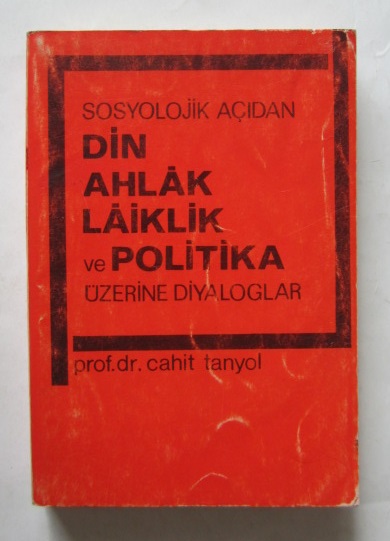 SOSYOLOJİK AÇIDAN
DİN
AHLÂK
LÂİKLİK
ve POLİTİKA
ÜZERİNE DİYALOGLAR
prof.dr. cahit tanyol